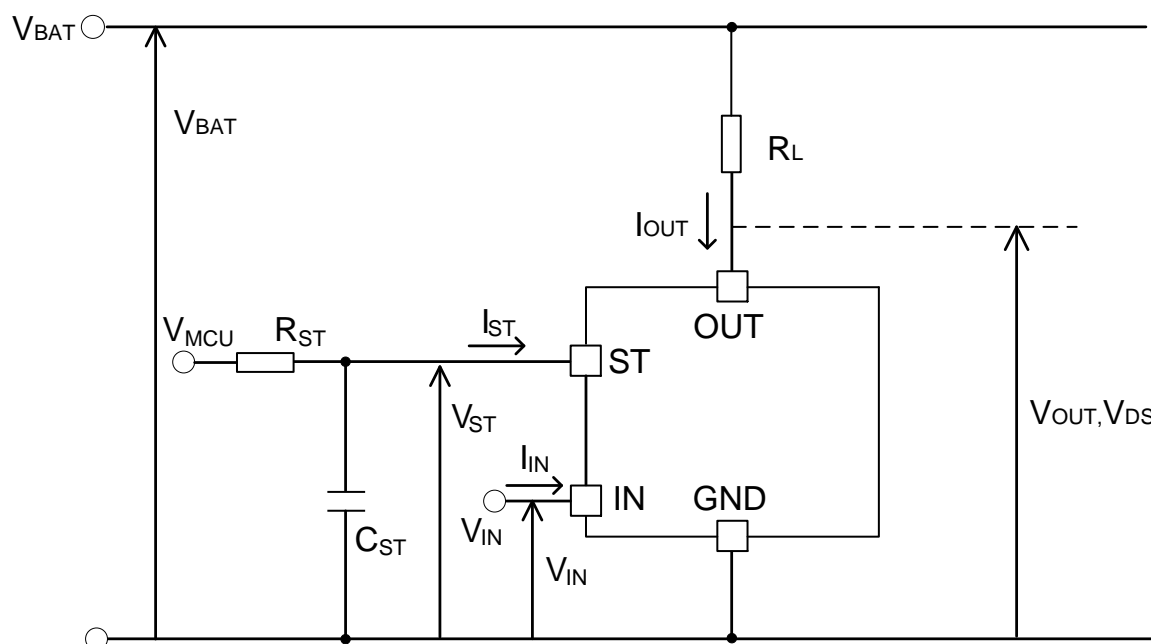 VBAT
VBAT
RL
IOUT
OUT
VMCU
RST
IST
ST
VST
VOUT,VDS
IIN
IN
GND
VIN
CST
VIN